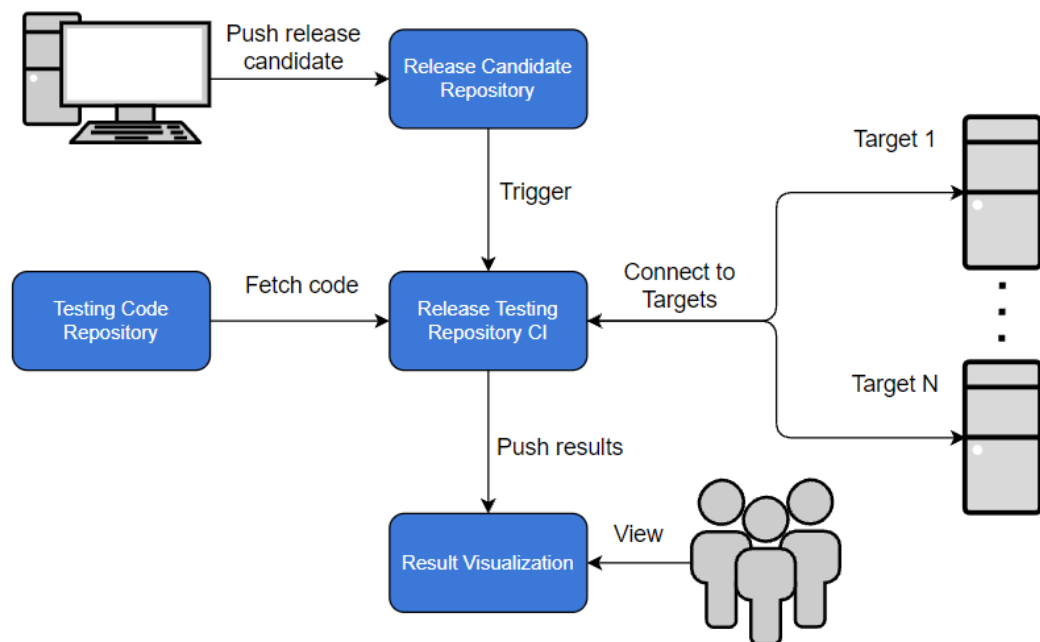 Push release
candidate
Release Candidate
Repository
Target 1
Trigger
Fetch code
Connect to
Targets
Testing Code
Repository
Release Testing
Repository CI
Target N
Push results
View
Result Visualization